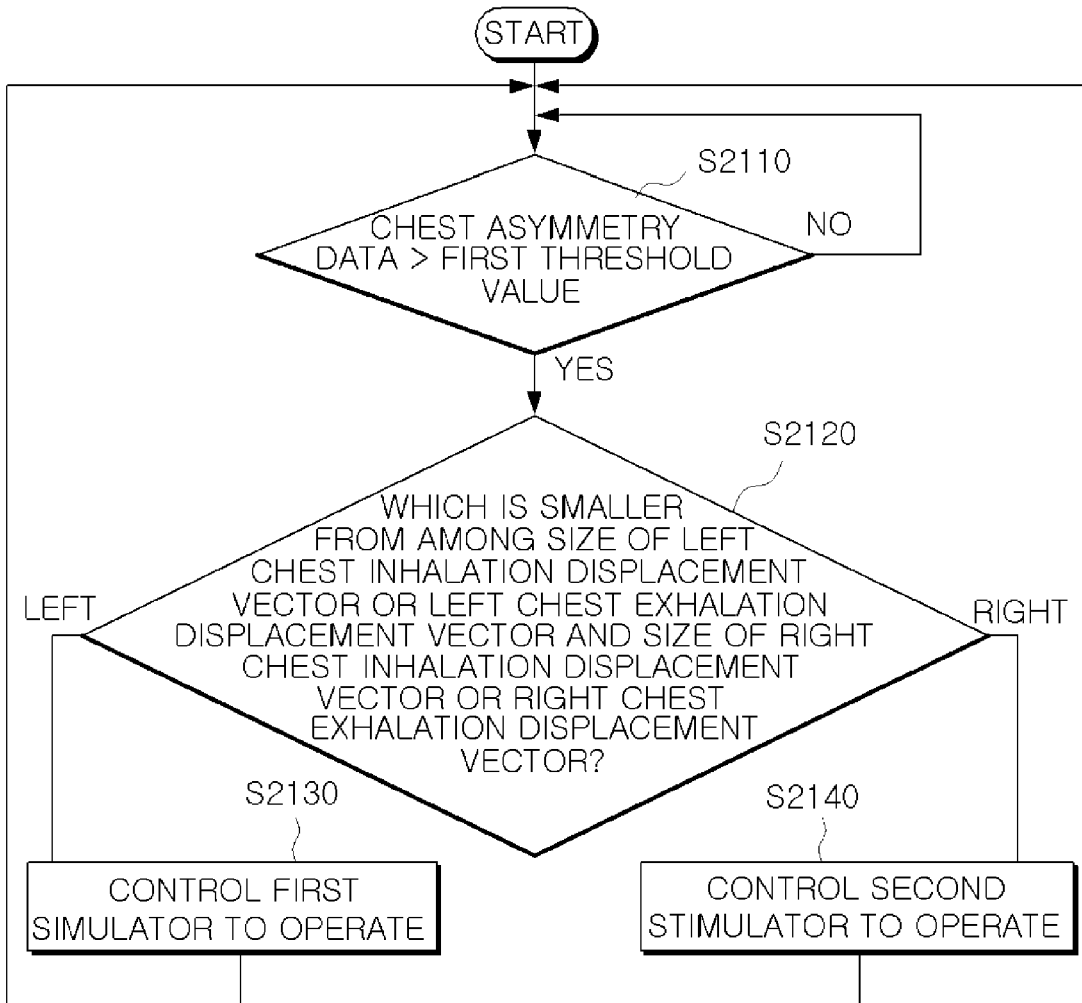 START
S2110
CHEST ASYMMETRY
DATA > FIRST THRESHOLD
VALUE
NO
YES
S2120
WHICH IS SMALLER
FROM AMONG SIZE OF LEFT
CHEST INHALATION DISPLACEMENT
VECTOR OR LEFT CHEST EXHALATION
DISPLACEMENT VECTOR AND SIZE OF RIGHT
CHEST INHALATION DISPLACEMENT
VECTOR OR RIGHT CHEST
EXHALATION DISPLACEMENT
VECTOR?
LEFT
RIGHT
S2130
CONTROL FIRST
SIMULATOR TO OPERATE
S2140
CONTROL SECOND
STIMULATOR TO OPERATE